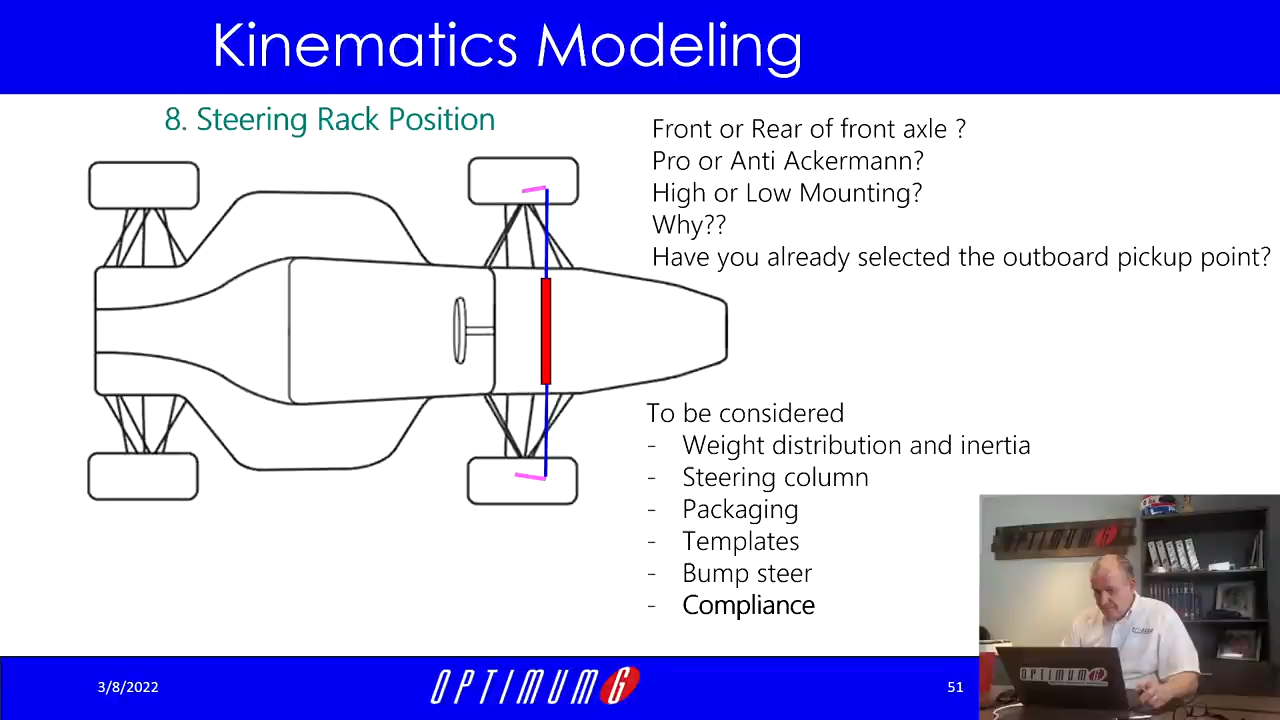 Kinematics Modeling
8. Steering Rack Position
Front or Rear of front axle ?
Pro or Anti Ackermann?
High or Low Mounting?
Why??
Have you already selected the outboard pickup point?
To be considered
- Weight distribution and inertia
- Steering column
- Packaging
- Templates
- Bump steer
- Compliance
OPTIMUM G
OPTIMUMG
3/8/2022
OPTIMUM G
51